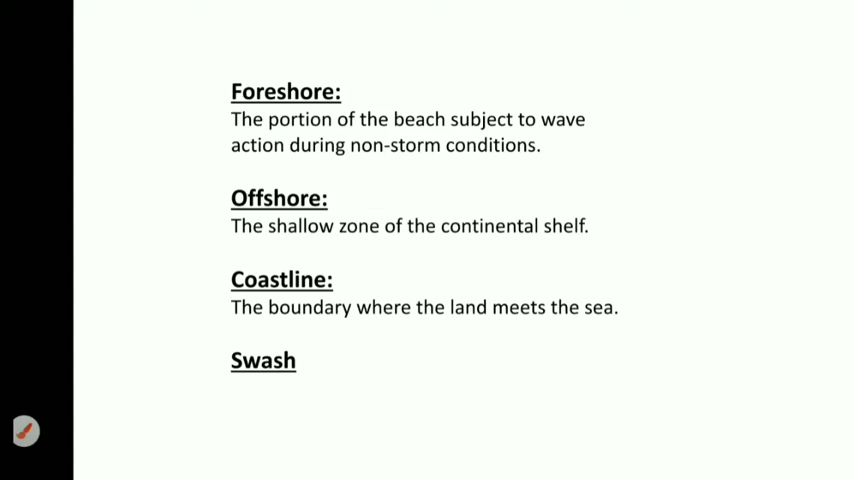 Foreshore:
The portion of the beach subject to wave
action during non-storm conditions.
Offshore:
The shallow zone of the continental shelf.
Coastline:
The boundary where the land meets the sea.
Swash